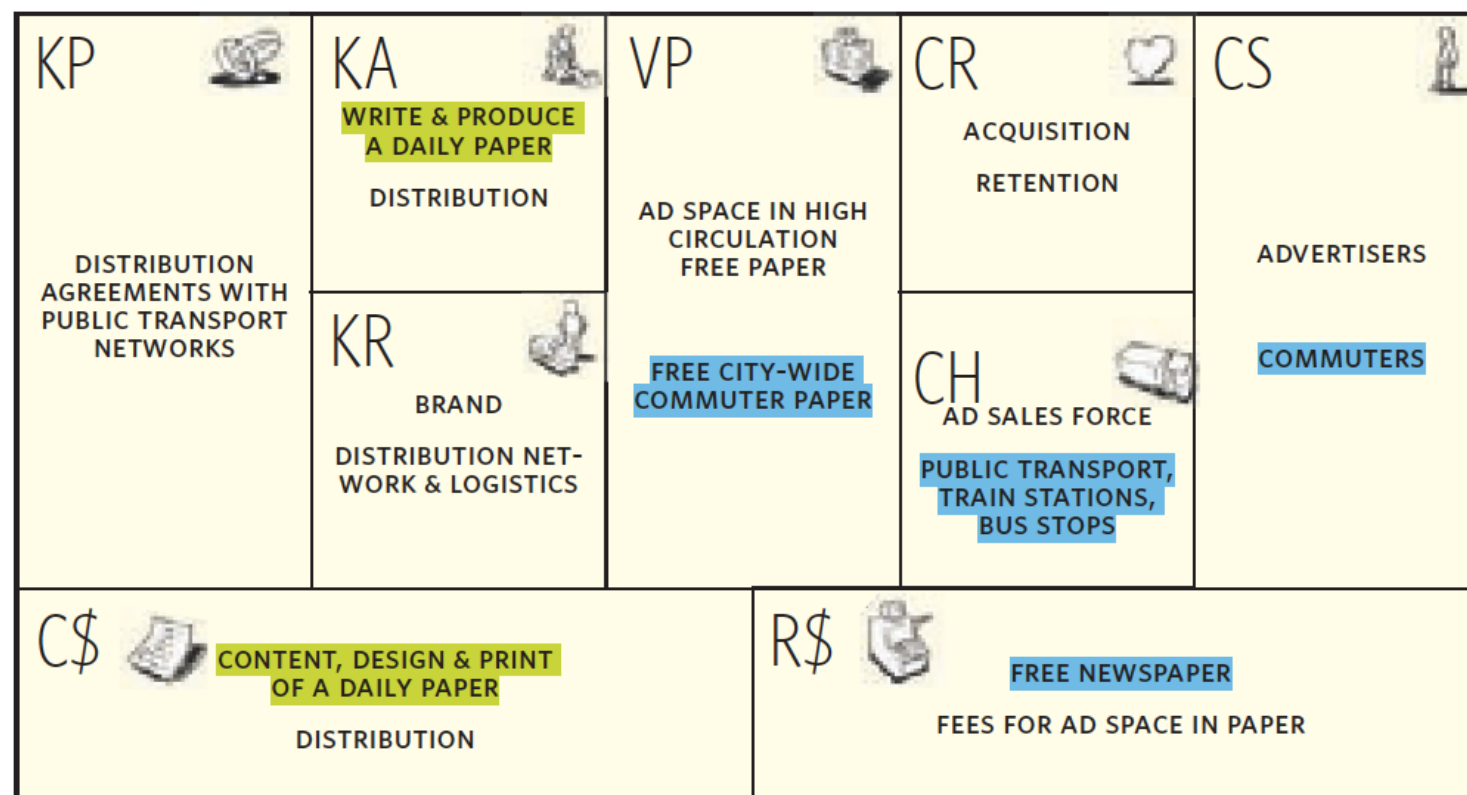 KP
DISTRIBUTION
AGREEMENTS WITH
PUBLIC TRANSPORT
NETWORKS
KA
WRITE & PRODUCE
A DAILY PAPER
DISTRIBUTION
KR
BRAND
DISTRIBUTION NET-
WORK & LOGISTICS
VP
AD SPACE IN HIGH
CIRCULATION
FREE PAPER
FREE CITY-WIDE
COMMUTER PAPER
CR
ACQUISITION
RETENTION
CH
AD SALES FORCE
PUBLIC TRANSPORT,
TRAIN STATIONS,
BUS STOPS
CS
ADVERTISERS
COMMUTERS
C$
CONTENT, DESIGN & PRINT
OF A DAILY PAPER
DISTRIBUTION
R$
FREE NEWSPAPER
FEES FOR AD SPACE IN PAPER